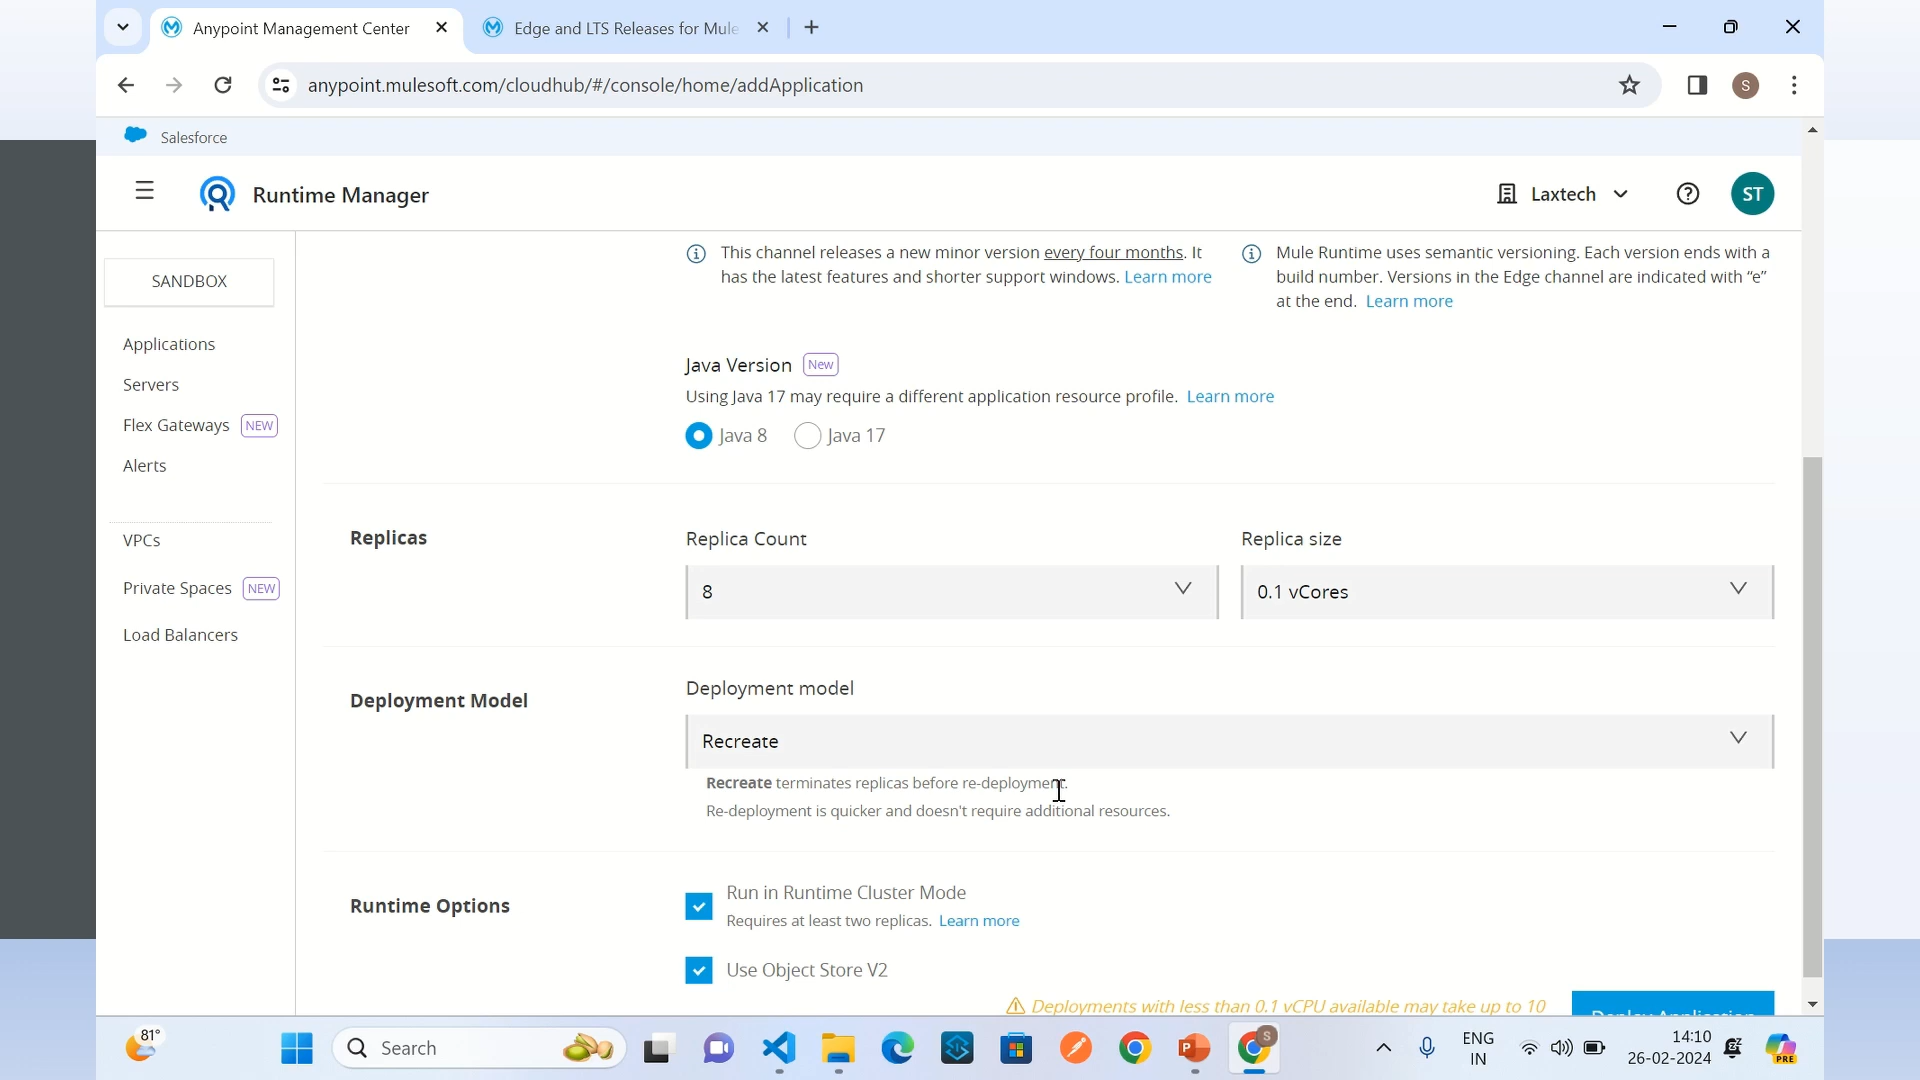 Anypoint Management Center
Edge and LTS Releases for Mule
anypoint.mulesoft.com/cloudhub/#/console/home/addApplication
S
Salesforce
Runtime Manager
Laxtech
ST
SANDBOX
Applications
Servers
Flex Gateways NEW
Alerts
VPCs
Private Spaces NEW
Load Balancers
This channel releases a new minor version every four months. It
has the latest features and shorter support windows. Learn more
Mule Runtime uses semantic versioning. Each version ends with a
build number. Versions in the Edge channel are indicated with “e”
at the end. Learn more
Java Version New
Using Java 17 may require a different application resource profile. Learn more
Java 8 Java 17
Replicas
Replica Count
8
Replica size
0.1 vCores
Deployment Model
Deployment model
Recreate
Recreate terminates replicas before re-deployment.
Re-deployment is quicker and doesn't require additional resources.
Runtime Options
Run in Runtime Cluster Mode
Requires at least two replicas. Learn more
Use Object Store V2
Deployments with less than 0.1 vCPU available may take up to 10
Deploy Application
81°
Search
S
ENG
IN
14:10
26-02-2024
PRE